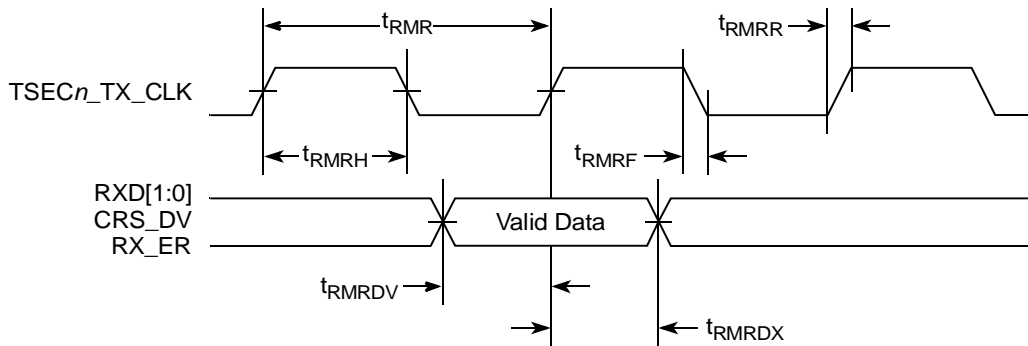 tRMR
tRMRR
TSECn_TX_CLK
tRMRH
tRMRF
RXD[1:0]
CRS_DV
Valid Data
RX_ER
tRMRDV
tRMRDX